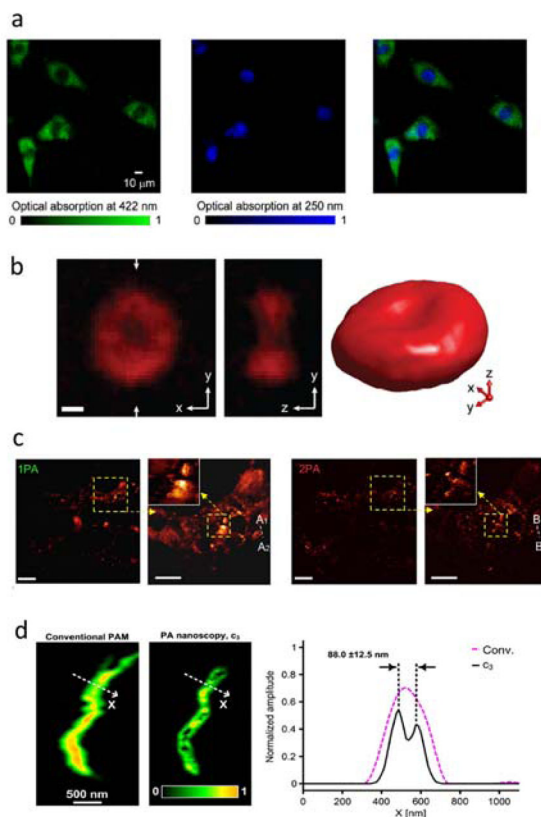 a
10 μm
Optical absorption at 422 nm
Optical absorption at 250 nm
0 1
0 1
b
y
x
y
z
z
x
y
c
1PA
A1
A2
2PA
B
d
Conventional PAM
PA nanoscopy, c3
X
X
500 nm
0 1
88.0 ±12.5 nm
Conv.
c3
Normalized amplitude
1
0.8
0.6
0.4
0.2
0
0 200 400 600 800 1000
X [nm]